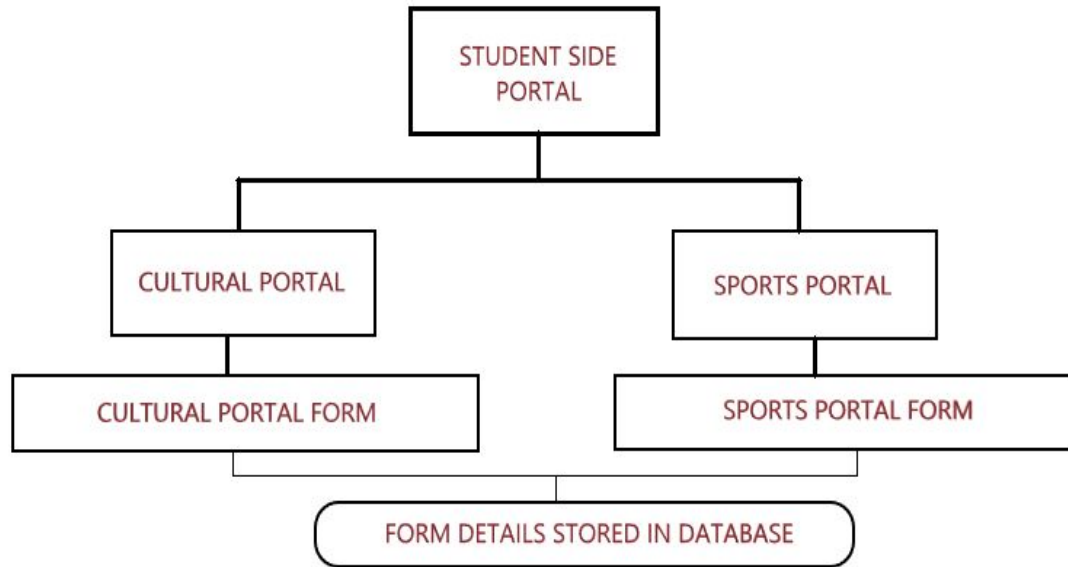 STUDENT SIDE
PORTAL
CULTURAL PORTAL
SPORTS PORTAL
CULTURAL PORTAL FORM
SPORTS PORTAL FORM
FORM DETAILS STORED IN DATABASE